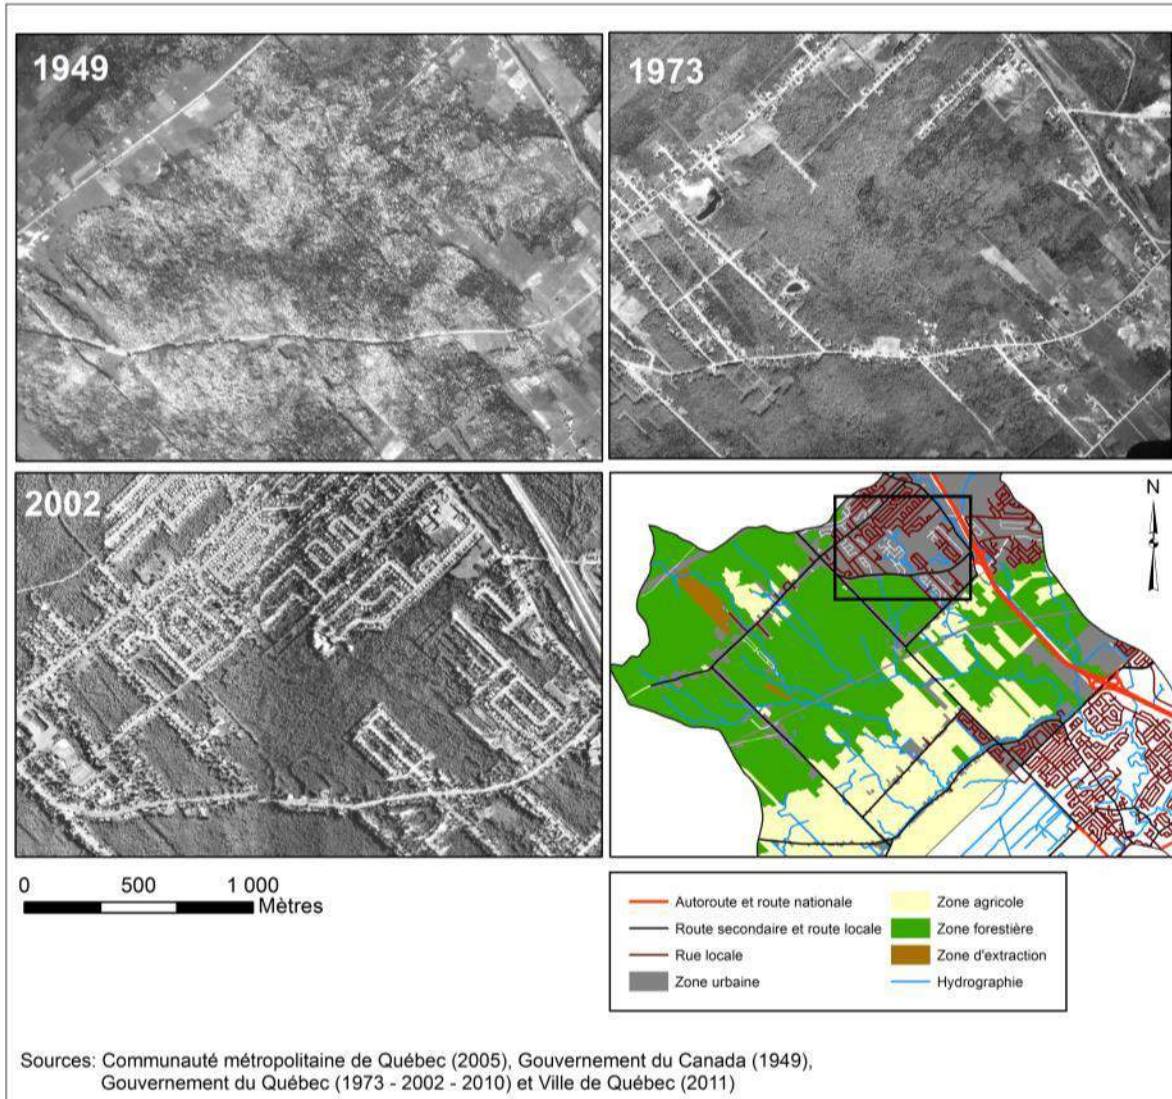 1949
1973
2002
N
0 500 1 000
Mètres
Autoroute et route nationale
Route secondaire et route locale
Rue locale
Zone urbaine
Zone agricole
Zone forestière
Zone d'extraction
Hydrographie
Sources: Communauté métropolitaine de Québec (2005), Gouvernement du Canada (1949),
Gouvernement du Québec (1973 - 2002 - 2010) et Ville de Québec (2011)